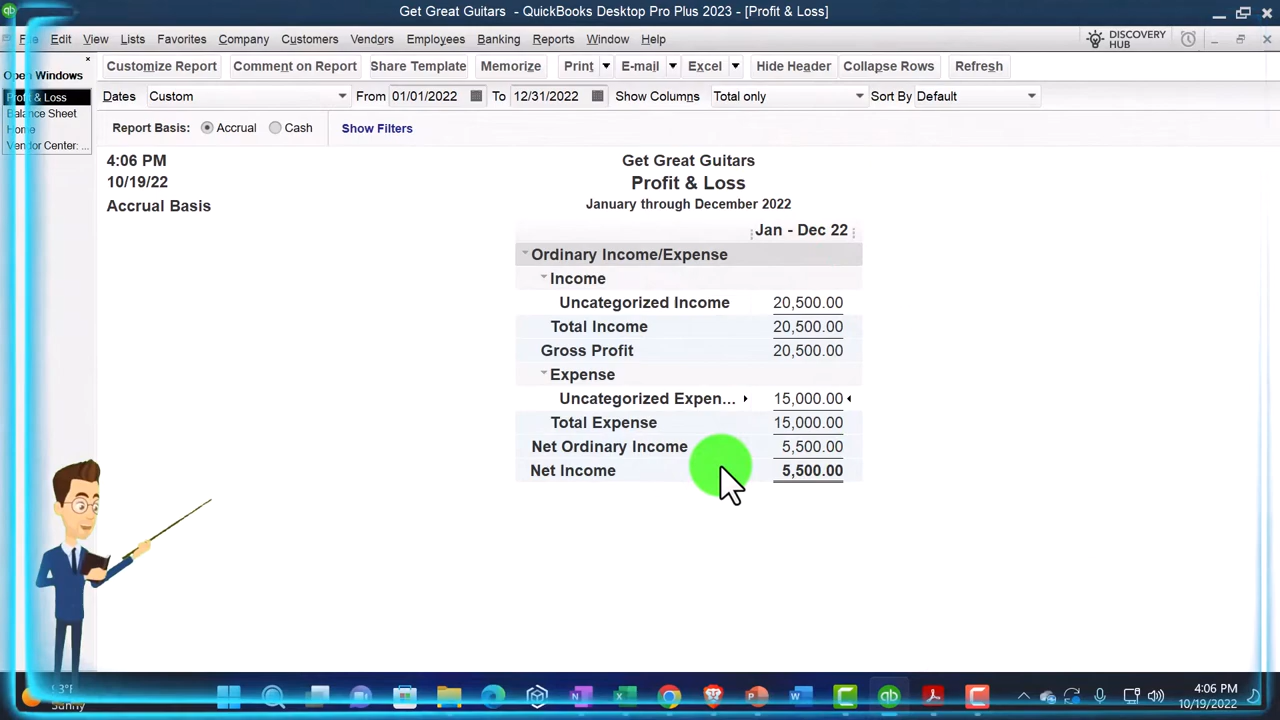 Get Great Guitars - QuickBooks Desktop Pro Plus 2023 - [Profit & Loss]
File Edit View Lists Favorites Company Customers Vendors Employees Banking Reports Window Help
DISCOVERY
HUB
Open Windows
Profit & Loss
Balance Sheet
Home
Vendor Center: ...
Customize Report Comment on Report Share Template Memorize Print E-mail Excel Hide Header Collapse Rows Refresh
Dates Custom From 01/01/2022 To 12/31/2022 Show Columns Total only Sort By Default
Report Basis: Accrual Cash Show Filters
4:06 PM
10/19/22
Accrual Basis
Get Great Guitars
Profit & Loss
January through December 2022
Jan - Dec 22
Ordinary Income/Expense
Income
Uncategorized Income 20,500.00
Total Income 20,500.00
Gross Profit 20,500.00
Expense
Uncategorized Expen... 15,000.00
Total Expense 15,000.00
Net Ordinary Income 5,500.00
Net Income 5,500.00
Sunny
4:06 PM
10/19/2022